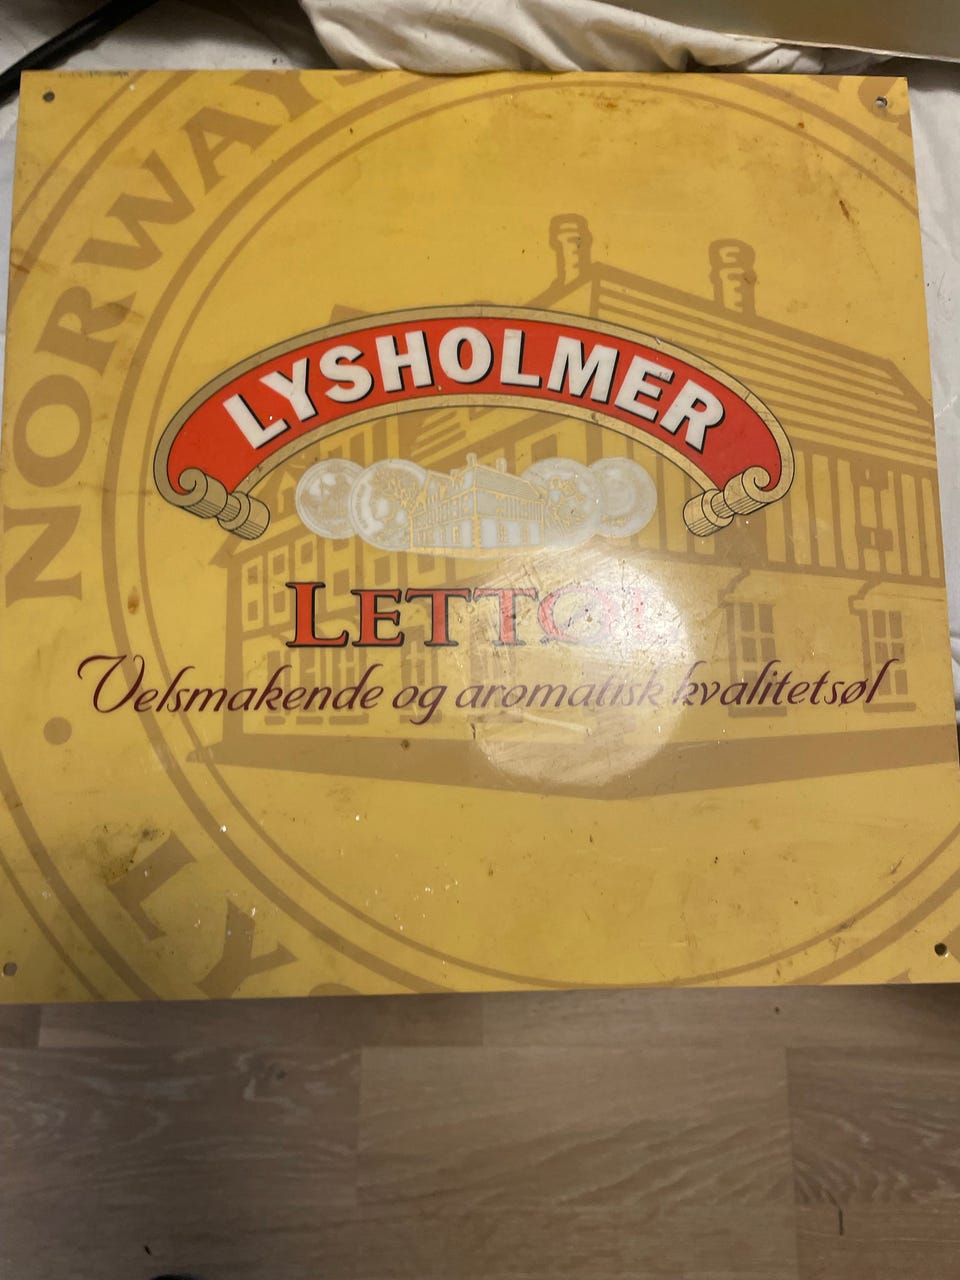 NORWAY
LYSHOLMER
LETTØL
Velsmakende og aromatisk kvalitetsøl